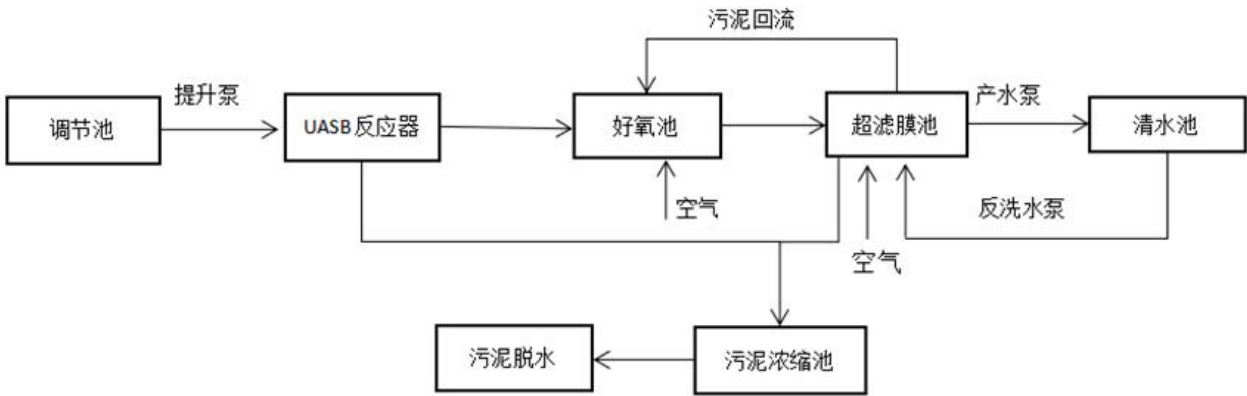 污泥回流
提升泵
产水泵
调节池
UASB反应器
好氧池
超滤膜池
清水池
空气
反洗水泵
空气
污泥脱水
污泥浓缩池